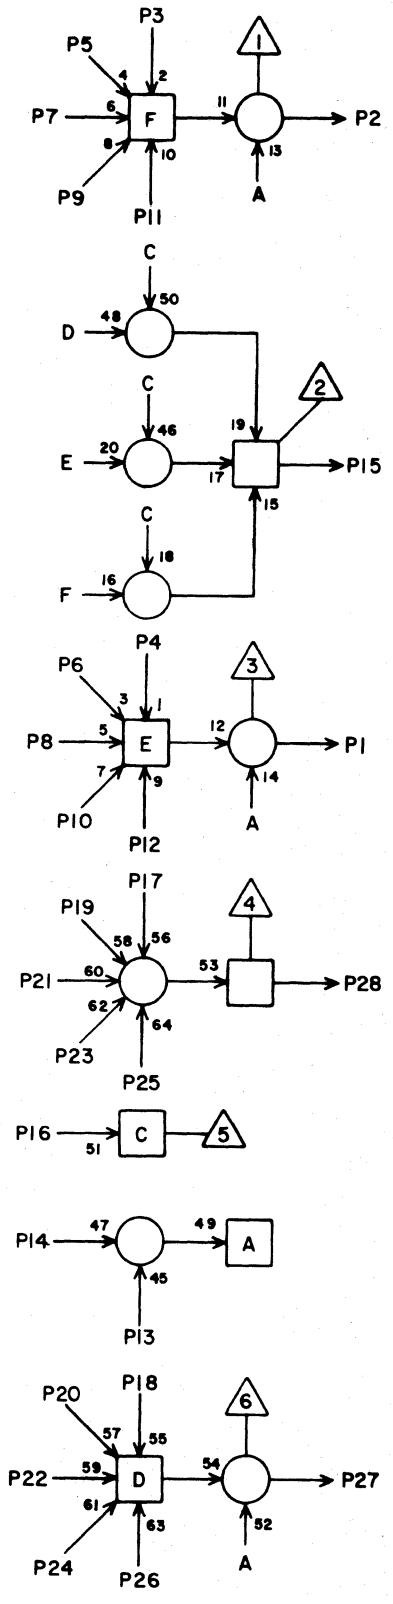 P3
1
P5
4 2
P7 6 F 11 P2
8 10 13
P9
P11 A
C
50
D 48
C 2
46 19
E 20 17 P15
15
C
18
F 16
P4
P6 3
3 1
P8 5 E 12 P1
7 9 14
P10 A
P12
P17
P19 4
58 56
P21 60 53 P28
62 64
P23
P25
P16 C 5
51
47 49
P14 A
45
P13
P18
P20 6
57 55
P22 59 D 54 P27
61 63 52
P24 A
P26